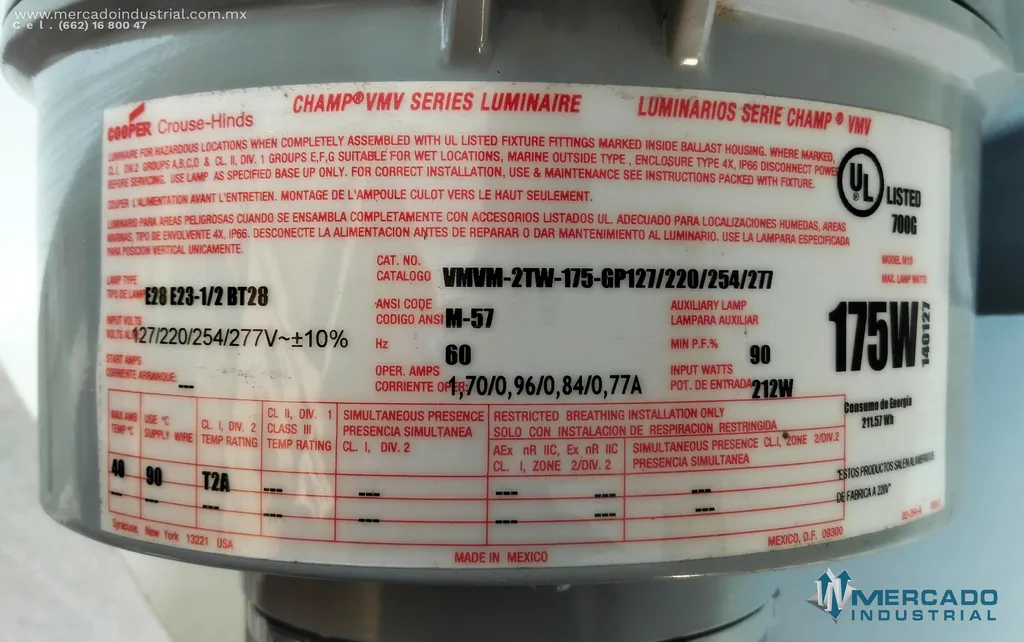 www.mercadoindustrial.com.mx
Cel. (662) 16 800 47
COOPER Crouse-Hinds
CHAMP® VMV SERIES LUMINAIRE
LUMINARIOS SERIE CHAMP ® VMV
LUMINAIRE FOR HAZARDOUS LOCATIONS WHEN COMPLETELY ASSEMBLED WITH UL LISTED FIXTURE FITTINGS MARKED INSIDE BALLAST HOUSING. WHERE MARKED,
CL.I, DIV.2 GROUPS A,B,C,D & CL. II, DIV. 1 GROUPS E,F,G SUITABLE FOR WET LOCATIONS, MARINE OUTSIDE TYPE, ENCLOSURE TYPE 4X, IP66 DISCONNECT POWER
BEFORE SERVICING. USE LAMP AS SPECIFIED BASE UP ONLY. FOR CORRECT INSTALLATION, USE & MAINTENANCE SEE INSTRUCTIONS PACKED WITH FIXTURE.
COUPER L'ALIMENTATION AVANT L'ENTRETIEN. MONTAGE DE L'AMPOULE CULOT VERS LE HAUT SEULEMENT.
LUMINARIO PARA AREAS PELIGROSAS CUANDO SE ENSAMBLA COMPLETAMENTE CON ACCESORIOS LISTADOS UL. ADECUADO PARA LOCALIZACIONES HUMEDAS, AREAS
MARINAS, TIPO DE ENVOLVENTE 4X, IP66. DESCONECTE LA ALIMENTACION ANTES DE REPARAR O DAR MANTENIMIENTO AL LUMINARIO. USE LA LAMPARA ESPECIFICADA
PARA POSICION VERTICAL UNICAMENTE.
UL LISTED
700G
LAMP TYPE
TIPO DE LAMP E28 E23-1/2 BT28
CAT. NO.
CATALOGO VMVM-2TW-175-GP127/220/254/277
MODEL M10
MAX. LAMP WATTS
175W
140127
INPUT VOLTS
VOLTS AL 127/220/254/277V~±10%
ANSI CODE
CODIGO ANSI M-57
AUXILIARY LAMP
LAMPARA AUXILIAR
Hz 60
MIN P.F.% 90
START AMPS
CORRIENTE ARRANQUE: ---
OPER. AMPS
CORRIENTE OPER: 1,70/0,96/0,84/0,77A
INPUT WATTS
POT. DE ENTRADA 212W
Consumo de Energia
211.57 Wh
MAX AMB TEMP °C
USE °C SUPPLY WIRE
CL. I, DIV. 2 TEMP RATING
CL II, DIV. 1 CLASS III TEMP RATING
SIMULTANEOUS PRESENCE
PRESENCIA SIMULTANEA
CL. I, DIV. 2
RESTRICTED BREATHING INSTALLATION ONLY
SOLO CON INSTALACION DE RESPIRACION RESTRINGIDA
AEx nR IIC, Ex nR IIC
CL. I, ZONE 2/DIV.2
SIMULTANEOUS PRESENCE CL.I, ZONE 2/DIV.2
PRESENCIA SIMULTANEA
40 90 T2A --- --- --- --- ---
--- --- --- --- --- --- --- ---
"ESTOS PRODUCTOS SALEN ALAMBRADOS
DE FABRICA A 220V"
Syracuse, New York 13221 USA
MEXICO, D.F. 09300
MADE IN MEXICO
MERCADO
INDUSTRIAL